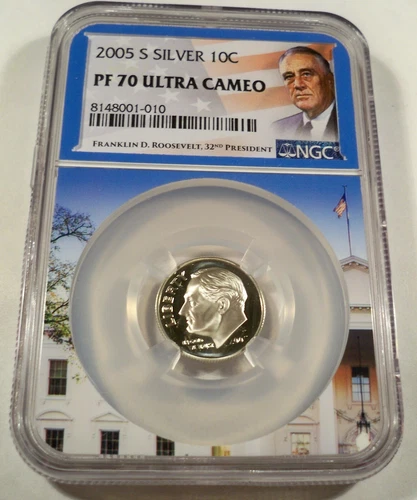 2005 S SILVER 10C
PF 70 ULTRA CAMEO
8148001-010
FRANKLIN D. ROOSEVELT, 32ND PRESIDENT
NGC
LIBERTY